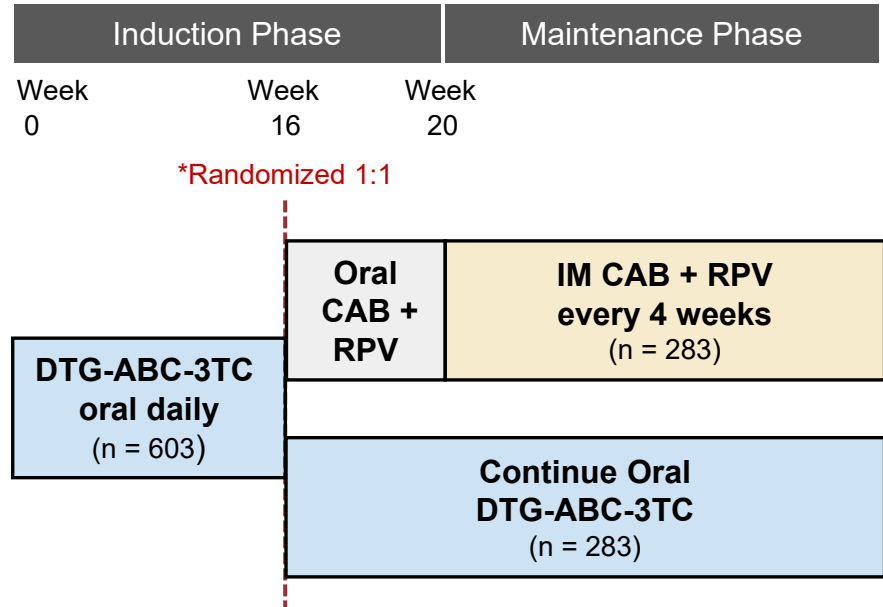 Induction Phase
Maintenance Phase
Week
0
Week
16
Week
20
*Randomized 1:1
Oral
CAB +
RPV
IM CAB + RPV
every 4 weeks
(n = 283)
DTG-ABC-3TC
oral daily
(n = 603)
Continue Oral
DTG-ABC-3TC
(n = 283)